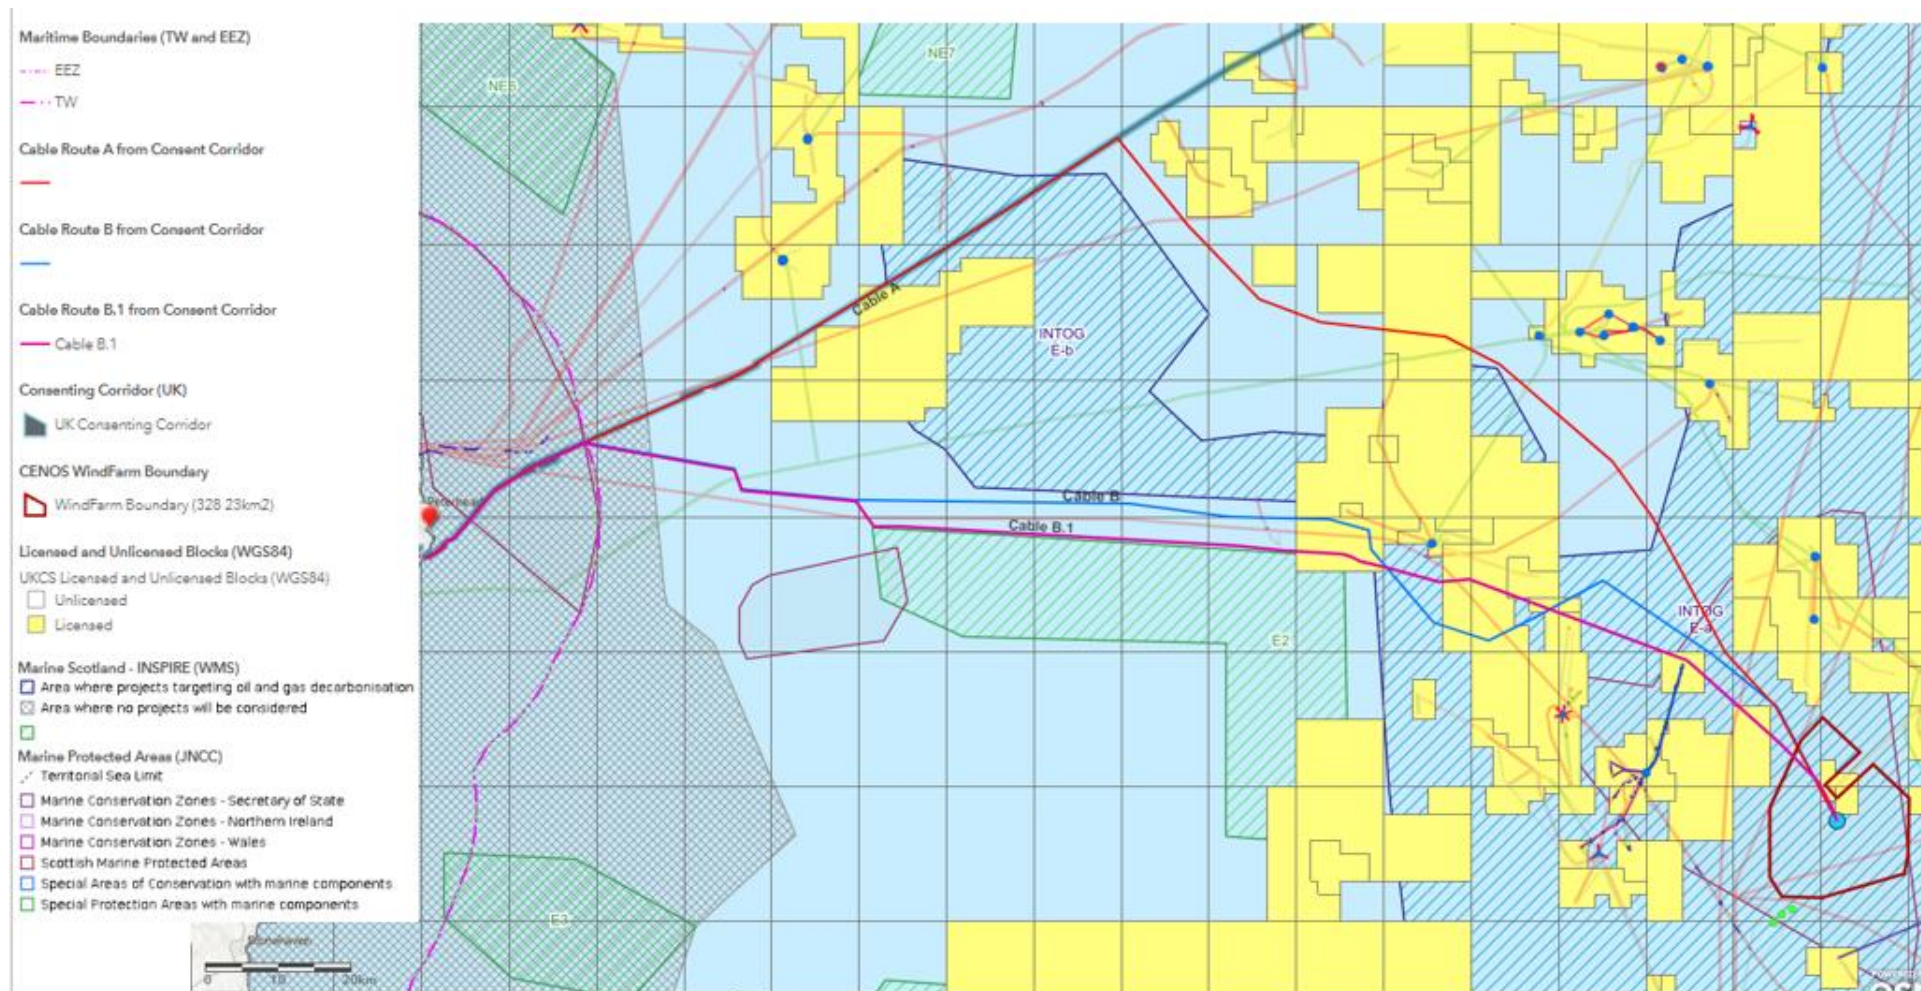 Maritime Boundaries (TW and EEZ)
EEZ
TW
Cable Route A from Consent Corridor
Cable Route B from Consent Corridor
Cable Route B.1 from Consent Corridor
Cable B.1
Consenting Corridor (UK)
UK Consenting Corridor
CENOS WindFarm Boundary
WindFarm Boundary (328 23km2)
Licensed and Unlicensed Blocks (WGS84)
UKCS Licensed and Unlicensed Blocks (WGS84)
Unlicensed
Licensed
Marine Scotland - INSPIRE (WMS)
Area where projects targeting oil and gas decarbonisation
Area where no projects will be considered
Marine Protected Areas (JNCC)
Territorial Sea Limit
Marine Conservation Zones - Secretary of State
Marine Conservation Zones - Northern Ireland
Marine Conservation Zones - Wales
Scottish Marine Protected Areas
Special Areas of Conservation with marine components
Special Protection Areas with marine components
NE7
Cable A
INTOG
E-b
Peterhead
Cable B
Cable B.1
INTOG
E-a
E2
E3
Stonehaven
0 10 20km